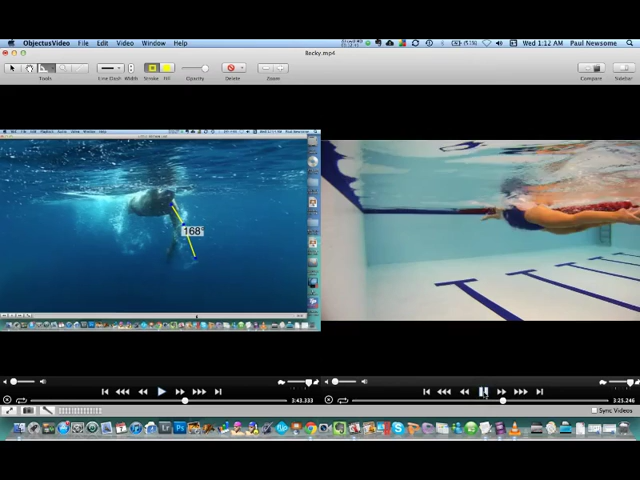 ObjectusVideo File Edit Video Window Help
Wed 1:12 AM Paul Newsome
Becky.mp4
Tools Line Dash Width Stroke Fill Opacity Delete Zoom Compare Sidebar
168°
3:43.333
3:25.246
Sync Videos